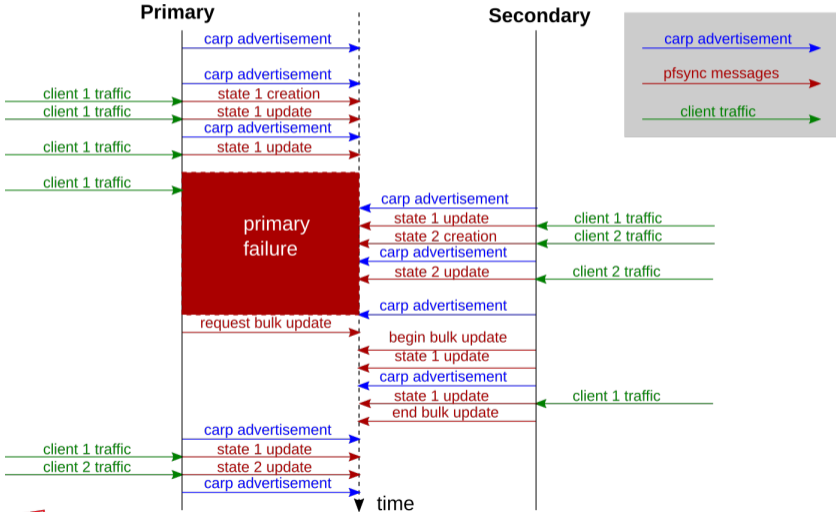 Primary
Secondary
carp advertisement
carp advertisement
pfsync messages
client traffic
carp advertisement
client 1 traffic
state 1 creation
client 1 traffic
state 1 update
carp advertisement
client 1 traffic
state 1 update
client 1 traffic
primary
failure
carp advertisement
state 1 update
client 1 traffic
state 2 creation
client 2 traffic
carp advertisement
state 2 update
client 2 traffic
carp advertisement
request bulk update
begin bulk update
state 1 update
carp advertisement
state 1 update
client 1 traffic
end bulk update
carp advertisement
client 1 traffic
state 1 update
client 2 traffic
state 2 update
carp advertisement
time